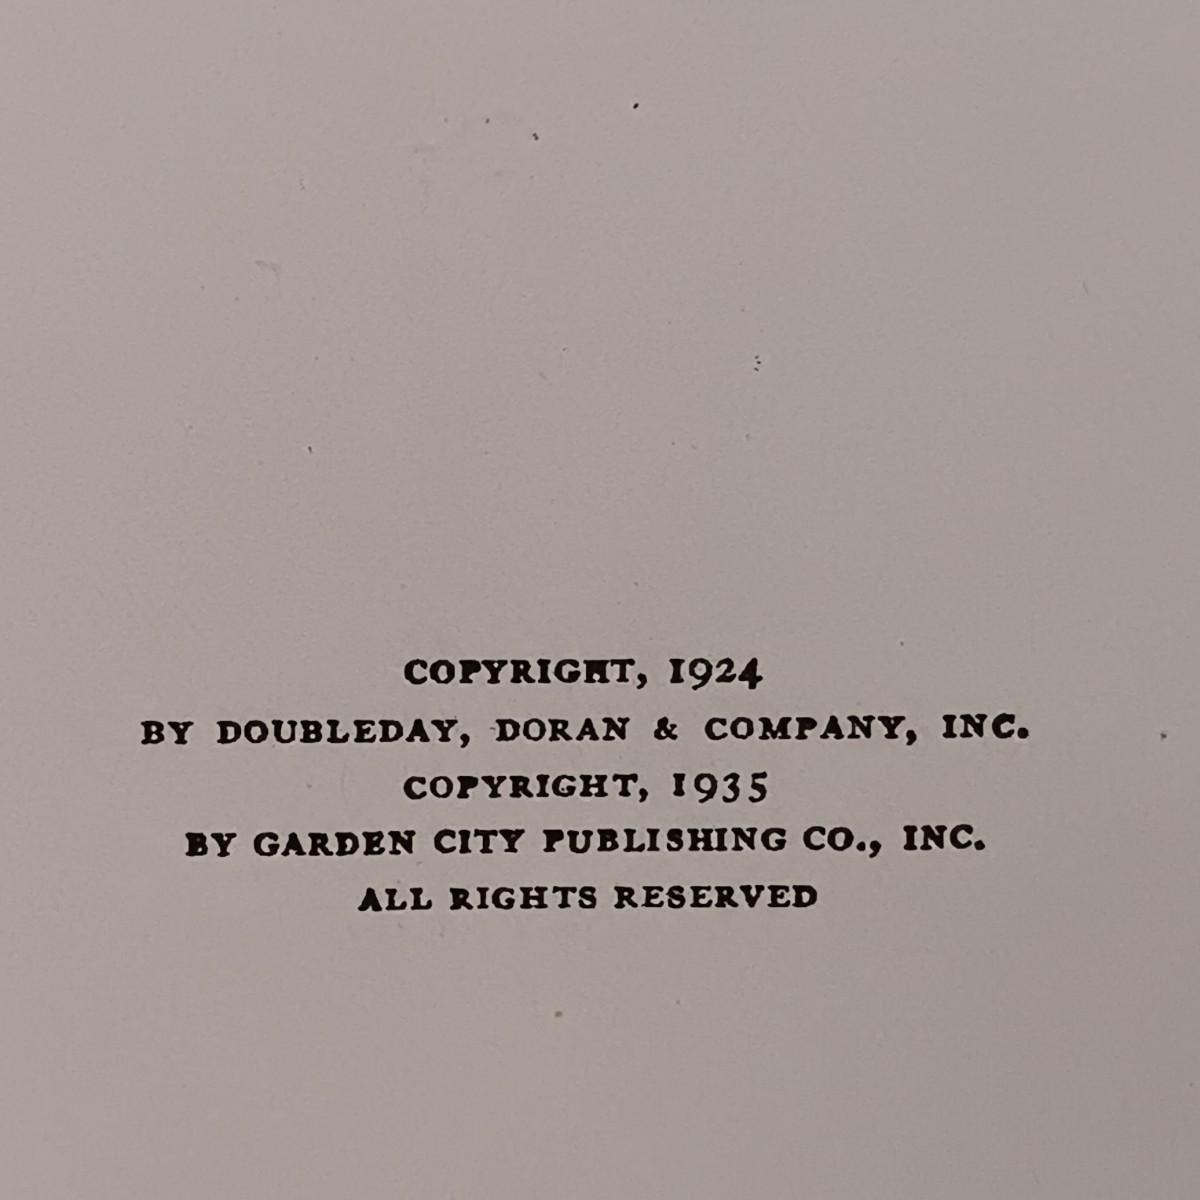 COPYRIGHT, 1924
BY DOUBLEDAY, DORAN & COMPANY, INC.
COPYRIGHT, 1935
BY GARDEN CITY PUBLISHING CO., INC.
ALL RIGHTS RESERVED